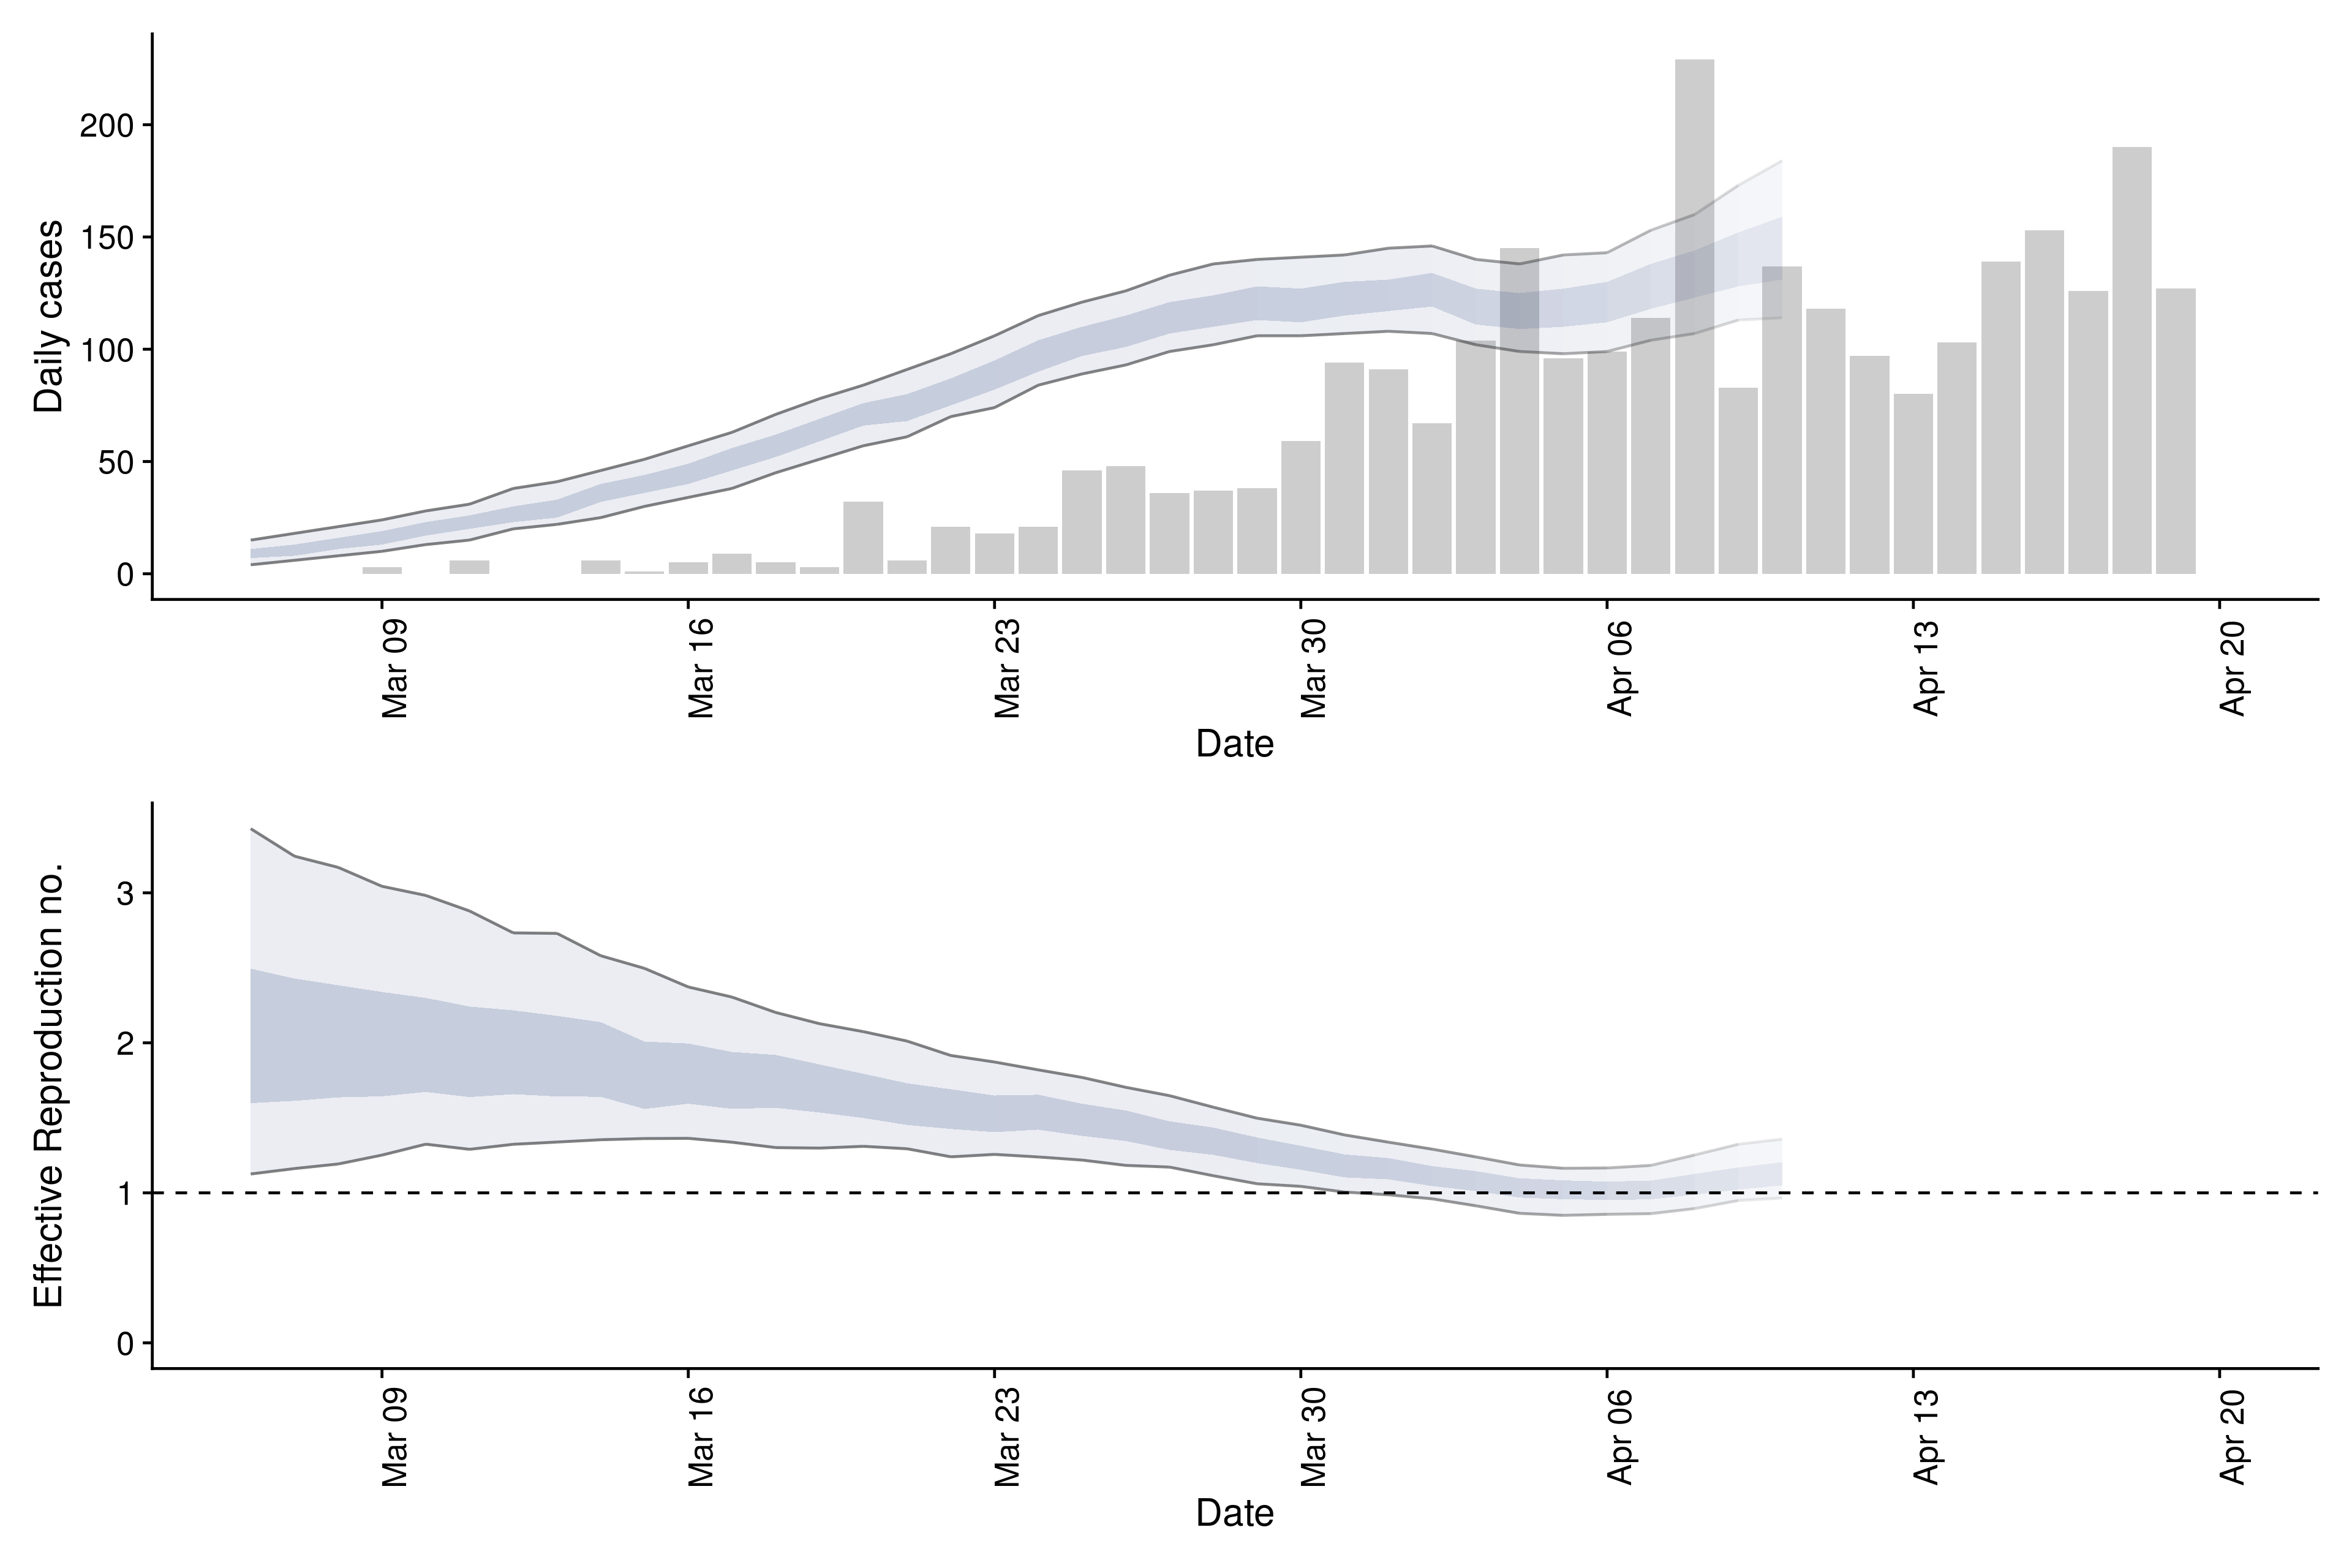 Daily cases
200
150
100
50
0
Mar 09
Mar 16
Mar 23
Mar 30
Apr 06
Apr 13
Apr 20
Date
Effective Reproduction no.
3
2
1
0
Mar 09
Mar 16
Mar 23
Mar 30
Apr 06
Apr 13
Apr 20
Date